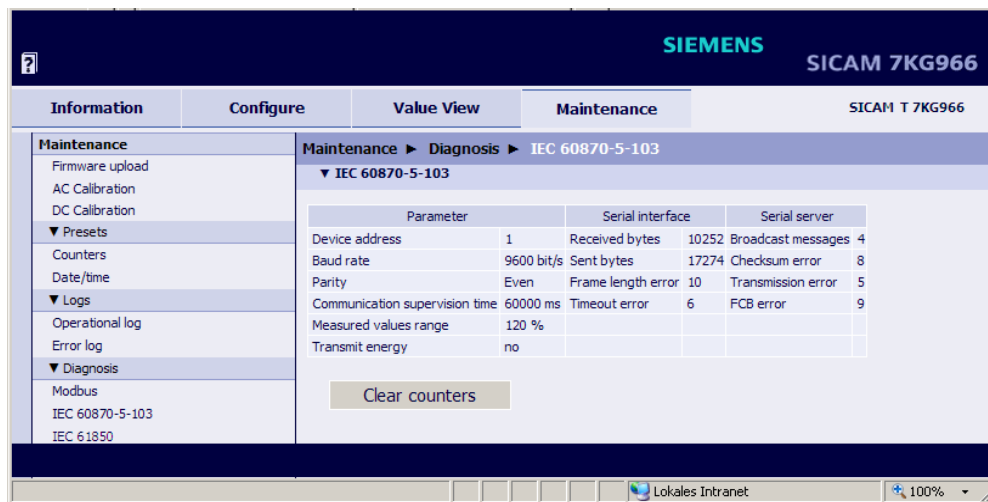 SIEMENS
?
SICAM 7KG966
Information Configure Value View Maintenance SICAM T 7KG966
Maintenance
Firmware upload
AC Calibration
DC Calibration
▼ Presets
Counters
Date/time
▼ Logs
Operational log
Error log
▼ Diagnosis
Modbus
IEC 60870-5-103
IEC 61850
Maintenance ► Diagnosis ► IEC 60870-5-103
▼ IEC 60870-5-103
Parameter Serial interface Serial server
Device address 1 Received bytes 10252 Broadcast messages 4
Baud rate 9600 bit/s Sent bytes 17274 Checksum error 8
Parity Even Frame length error 10 Transmission error 5
Communication supervision time 60000 ms Timeout error 6 FCB error 9
Measured values range 120 %
Transmit energy no
Clear counters
Lokales Intranet 100%